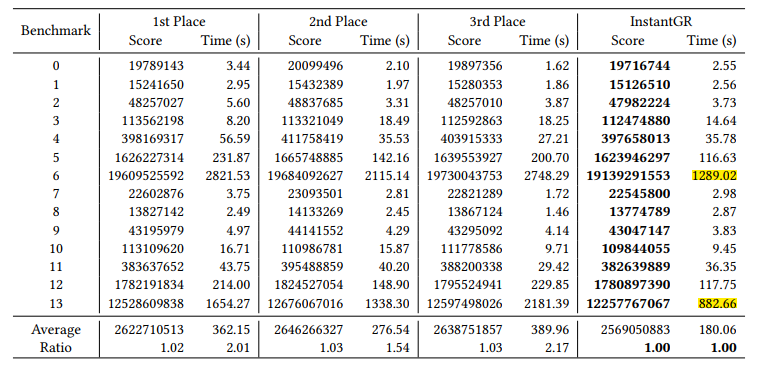 Benchmark 1st Place 2nd Place 3rd Place InstantGR
Score Time (s) Score Time (s) Score Time (s) Score Time (s)
0 19789143 3.44 20099496 2.10 19897356 1.62 19716744 2.55
1 15241650 2.95 15432389 1.97 15280353 1.86 15126510 2.56
2 48257027 5.60 48837685 3.31 48257010 3.87 47982224 3.73
3 113562198 8.20 113321049 18.49 112592863 18.25 112474880 14.64
4 398169317 56.59 411758419 35.53 403915333 27.21 397658013 35.78
5 1626227314 231.87 1665748885 142.16 1639553927 200.70 1623946297 116.63
6 19609525592 2821.53 19684092627 2115.14 19730043753 2748.29 19139291553 1289.02
7 22602876 3.75 23093501 2.81 22821289 1.72 22545800 2.98
8 13827142 2.49 14133269 2.45 13867124 1.46 13774789 2.87
9 43195979 4.97 44141552 4.29 43295092 4.14 43047147 3.83
10 113109620 16.71 110986781 15.87 111778586 9.71 109844055 9.45
11 383637652 43.75 395488859 40.20 388200338 29.42 382639889 36.35
12 1782191834 214.00 1824527054 148.90 1795524941 229.85 1780897390 117.75
13 12528609838 1654.27 12676067016 1338.30 12597498026 2181.39 12257767067 882.66
Average 2622710513 362.15 2646266327 276.54 2638751857 389.96 2569050883 180.06
Ratio 1.02 2.01 1.03 1.54 1.03 2.17 1.00 1.00